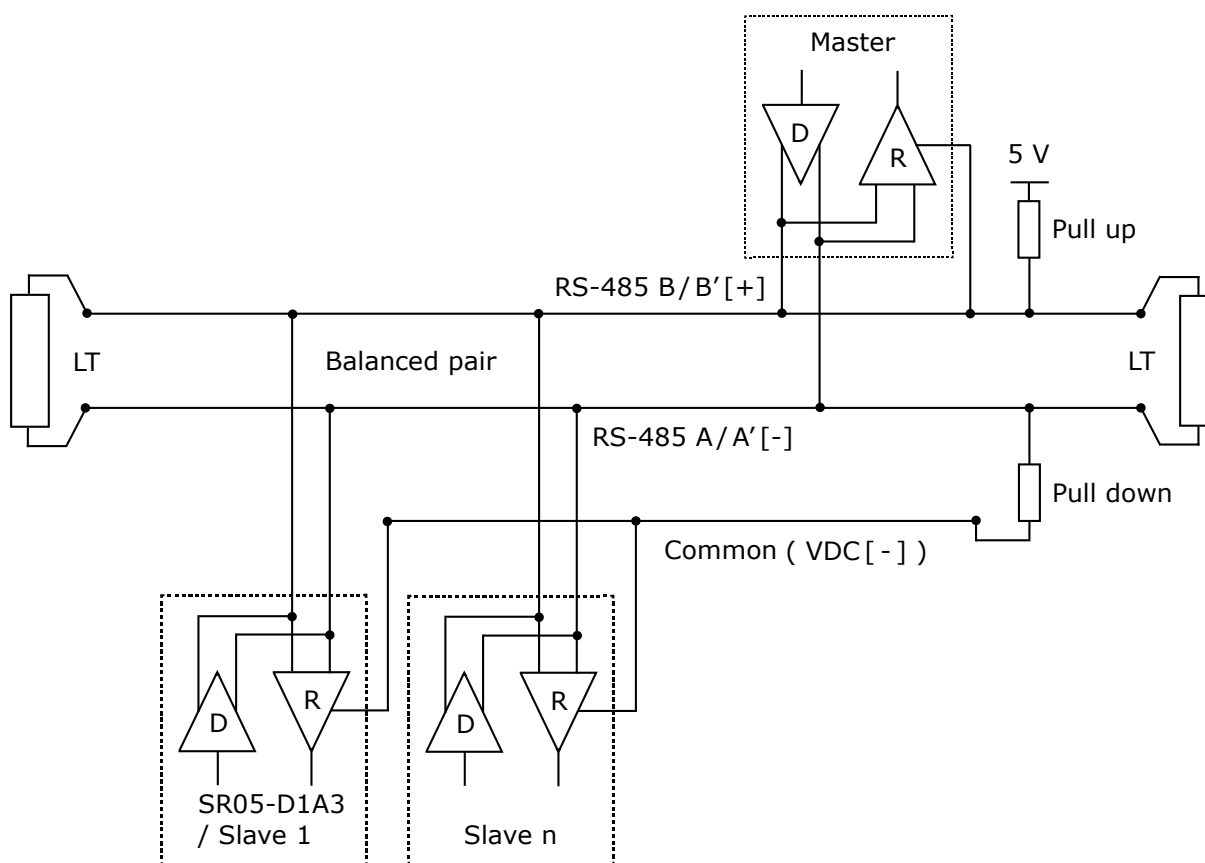 Master
D
R
5 V
Pull up
RS-485 B/B′[+]
LT
Balanced pair
LT
RS-485 A/A′[-]
Pull down
Common ( VDC[-] )
D
R
D
R
SR05-D1A3
/ Slave 1
Slave n